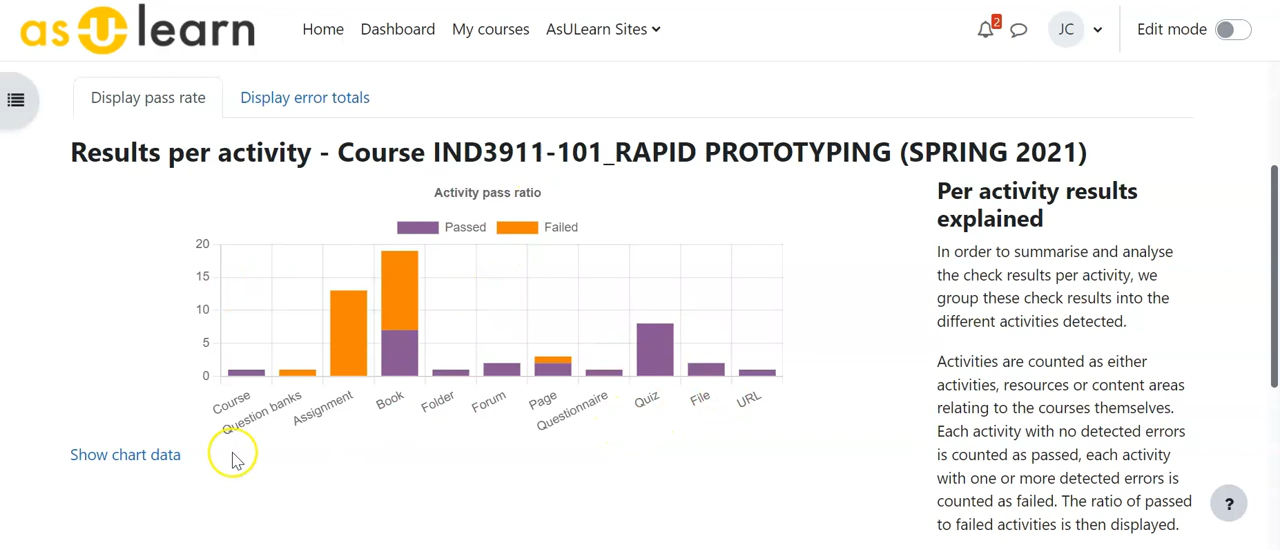 asUlearn
Home Dashboard My courses AsULearn Sites
2
JC
Edit mode
Display pass rate Display error totals
Results per activity - Course IND3911-101_RAPID PROTOTYPING (SPRING 2021)
Activity pass ratio
Passed Failed
20
15
10
5
0
Course
Question banks
Assignment
Book
Folder
Forum
Page
Questionnaire
Quiz
File
URL
Show chart data
Per activity results
explained
In order to summarise and analyse
the check results per activity, we
group these check results into the
different activities detected.
Activities are counted as either
activities, resources or content areas
relating to the courses themselves.
Each activity with no detected errors
is counted as passed, each activity
with one or more detected errors is
counted as failed. The ratio of passed
to failed activities is then displayed.
?